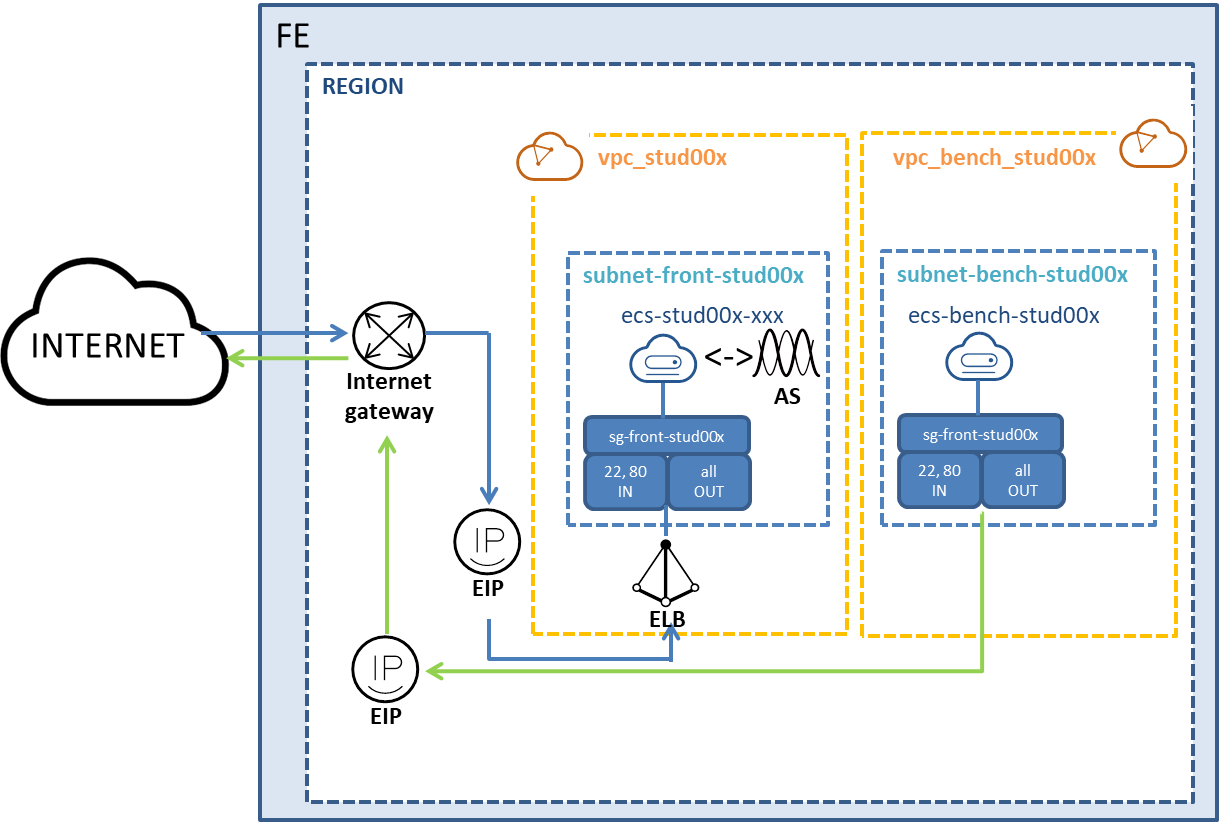 FE
REGION
vpc_stud00x
vpc_bench_stud00x
subnet-front-stud00x
subnet-bench-stud00x
ecs-stud00x-xxx
ecs-bench-stud00x
INTERNET
<->
AS
Internet
gateway
sg-front-stud00x
22, 80
IN
all
OUT
sg-front-stud00x
22, 80
IN
all
OUT
IP
EIP
ELB
IP
EIP